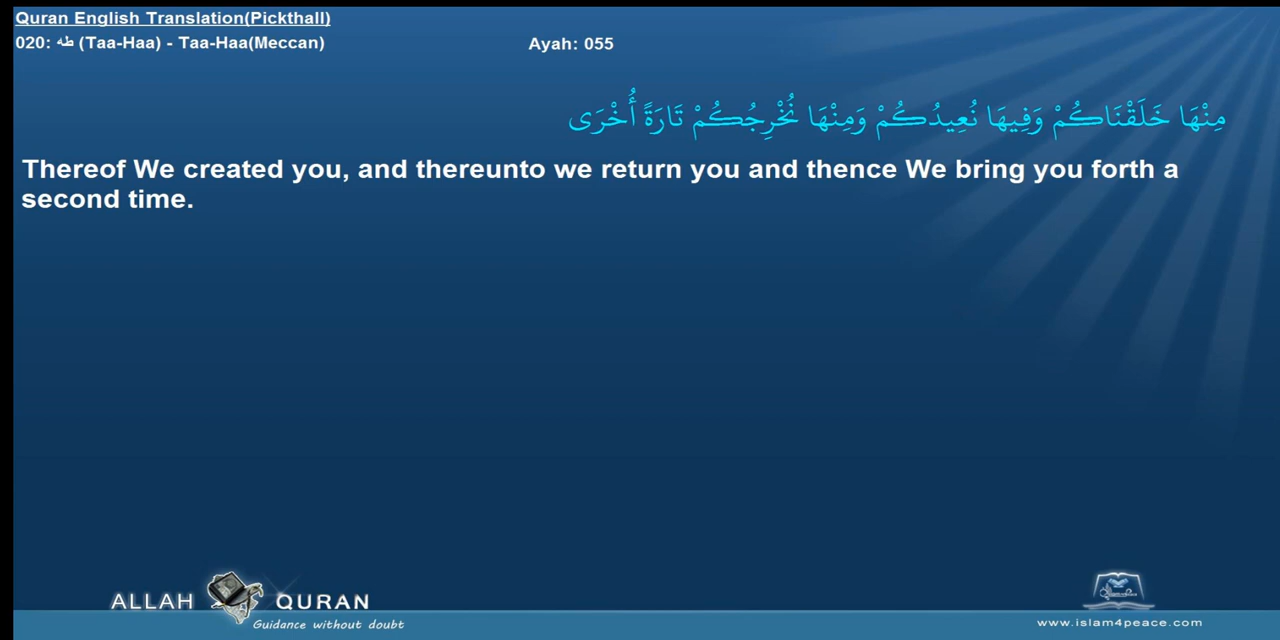 Quran English Translation(Pickthall)
020: طه (Taa-Haa) - Taa-Haa(Meccan)
Ayah: 055
مِنْهَا خَلَقْنَاكُمْ وَفِيهَا نُعِيدُكُمْ وَمِنْهَا نُخْرِجُكُمْ تَارَةً أُخْرَى
Thereof We created you, and thereunto we return you and thence We bring you forth a
second time.
ALLAH QURAN
Guidance without doubt
www.islam4peace.com